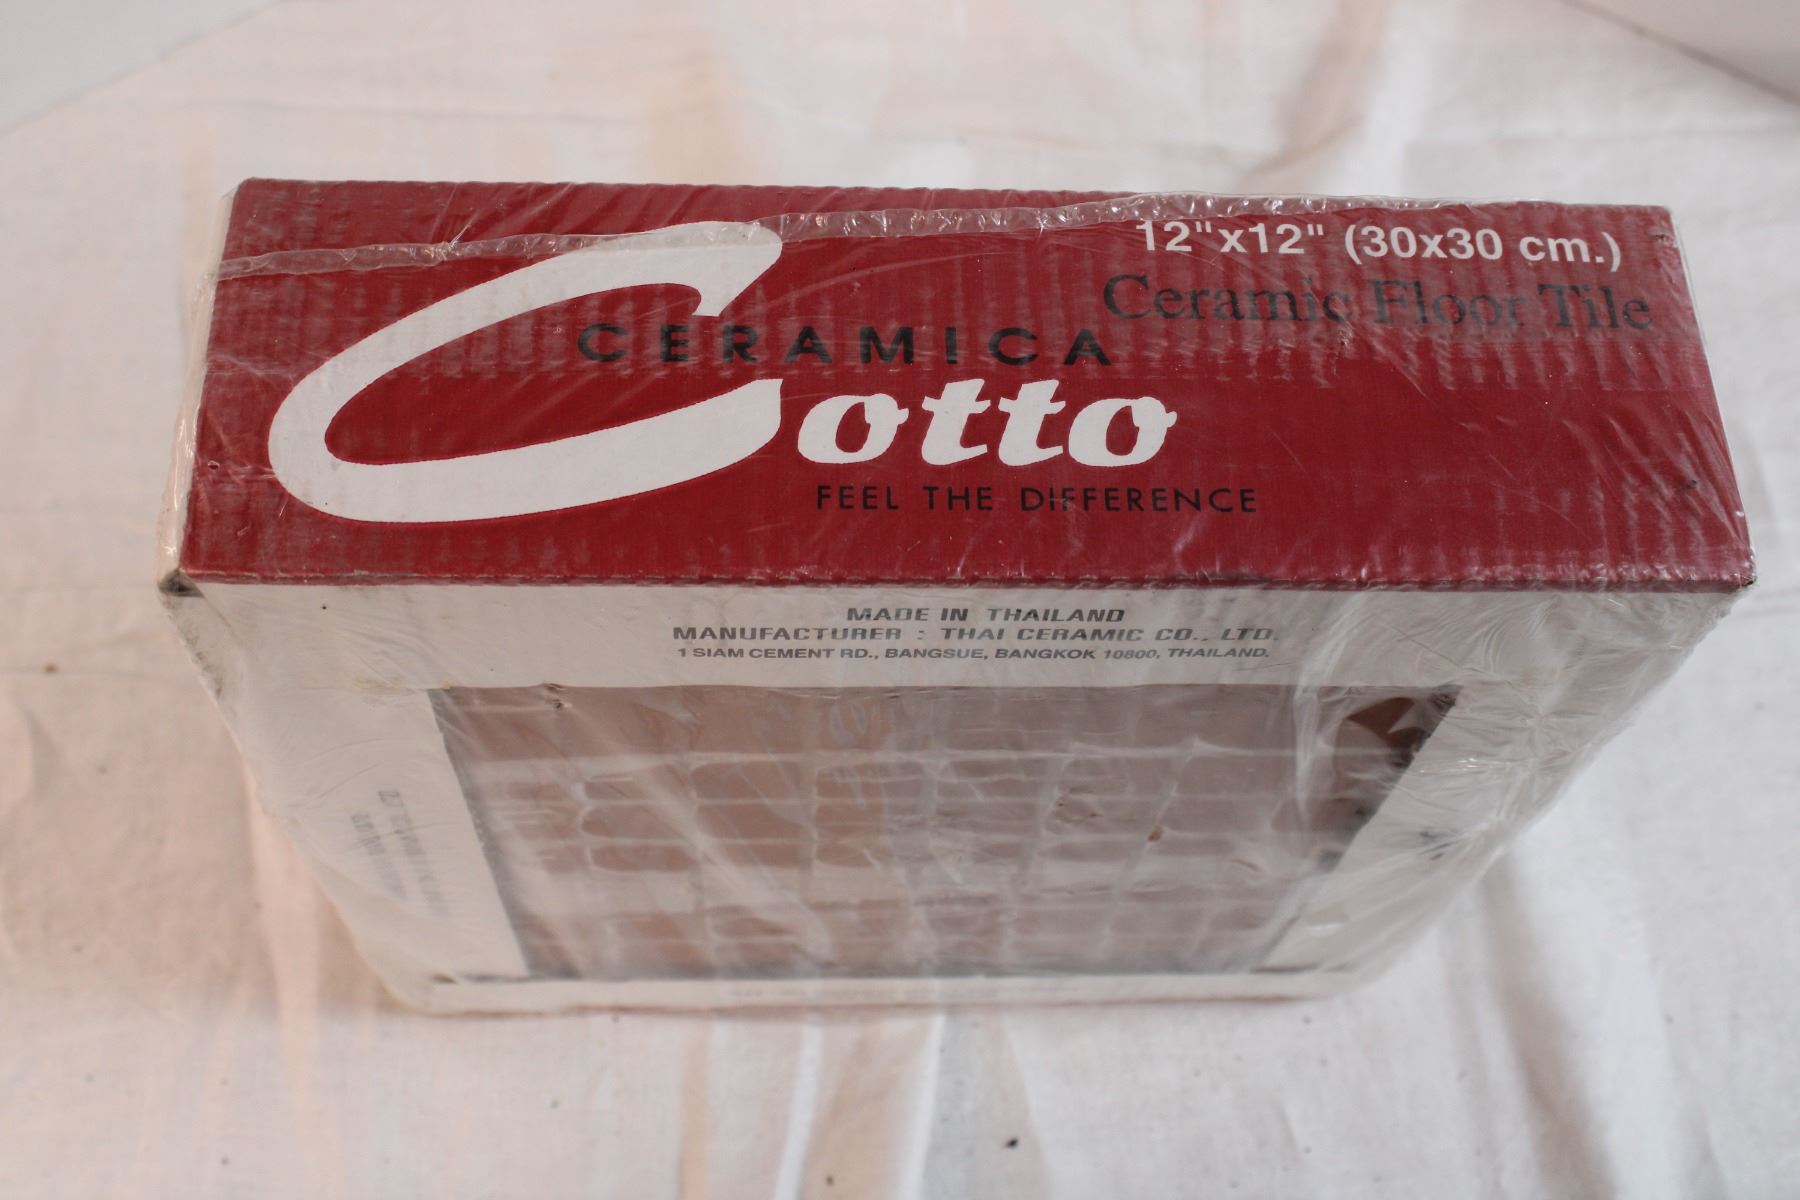 12"x12" (30x30 cm.)
Ceramic Floor Tile
CERAMICA
Cotto
FEEL THE DIFFERENCE
MADE IN THAILAND
MANUFACTURER : THAI CERAMIC CO., LTD.
1 SIAM CEMENT RD., BANGSUE, BANGKOK 10800, THAILAND.